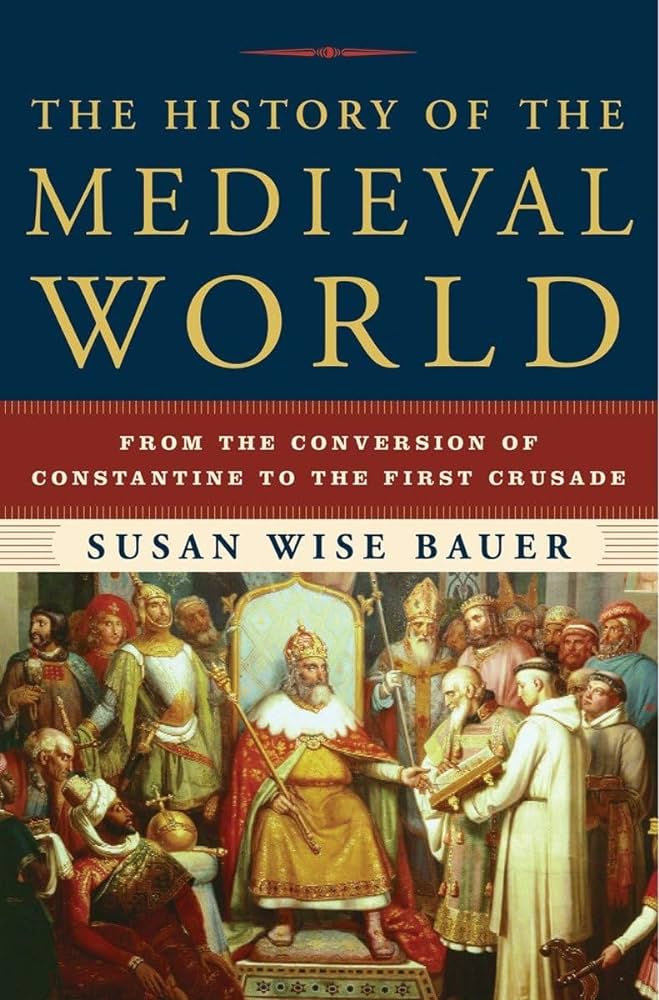 THE HISTORY OF THE
MEDIEVAL
WORLD
FROM THE CONVERSION OF
CONSTANTINE TO THE FIRST CRUSADE
SUSAN WISE BAUER